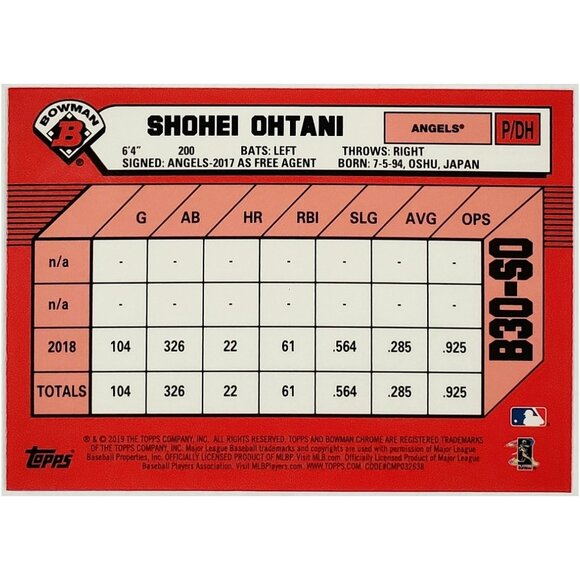 BOWMAN
B
®
SHOHEI OHTANI
ANGELS®
P/DH
6'4" 200 BATS: LEFT THROWS: RIGHT
SIGNED: ANGELS-2017 AS FREE AGENT BORN: 7-5-94, OSHU, JAPAN
G AB HR RBI SLG AVG OPS
n/a - - - - - - -
n/a - - - - - - -
2018 104 326 22 61 .564 .285 .925
TOTALS 104 326 22 61 .564 .285 .925
B30-SO
Topps®
® & © 2019 THE TOPPS COMPANY, INC. ALL RIGHTS RESERVED. TOPPS AND BOWMAN CHROME ARE REGISTERED TRADEMARKS
OF THE TOPPS COMPANY, INC. Major League Baseball trademarks and copyrights are used with permission of Major League
Baseball Properties, Inc. OFFICIALLY LICENSED PRODUCT OF MLBP. Visit MLB.com. Official Licensee of Major League
Baseball Players Association. Visit MLBPlayers.com. WWW.TOPPS.COM. CODE#CMP032638